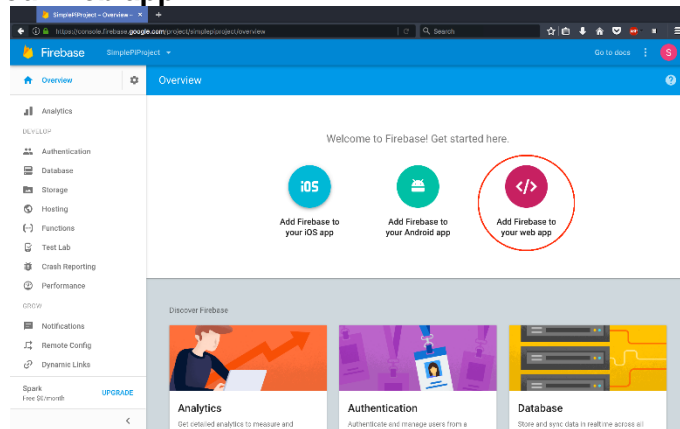 SimplePiProject - Overview -
https://console.firebase.google.com/project/simplepiproject/overview
Search
Firebase
SimplePiProject
Go to docs
S
Overview
Overview
Analytics
DEVELOP
Authentication
Database
Storage
Hosting
Functions
Test Lab
Crash Reporting
Performance
GROW
Notifications
Remote Config
Dynamic Links
Spark
Free $0/month
UPGRADE
Welcome to Firebase! Get started here.
iOS
Add Firebase to
your iOS app
Add Firebase to
your Android app
</>
Add Firebase to
your web app
Discover Firebase
Analytics
Get detailed analytics to measure and
Authentication
Authenticate and manage users from a
Database
Store and sync data in realtime across all